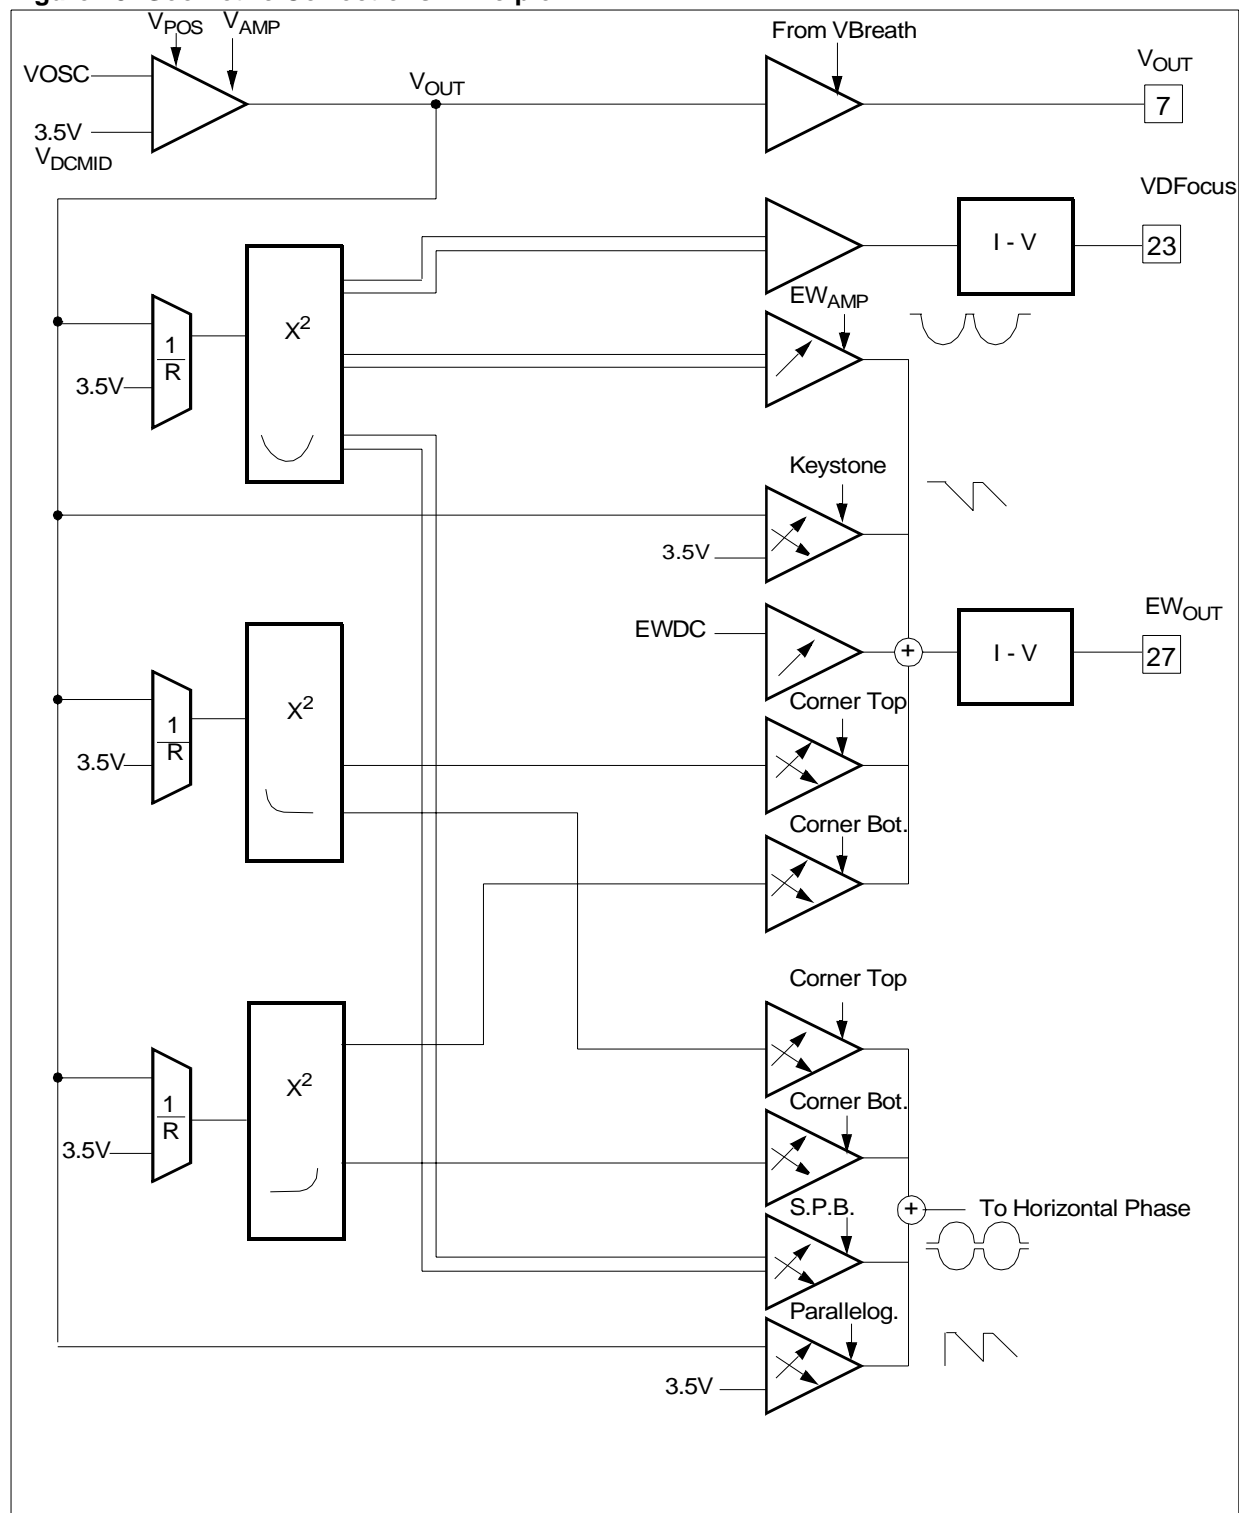 VPOS
VAMP
From VBreath
VOSC
VOUT
VOUT
7
3.5V
VDCMID
VDFocus
I - V
23
EWAMP
X2
1
R
3.5V
Keystone
3.5V
EWDC
+
I - V
EWOUT
27
X2
1
R
3.5V
Corner Top
Corner Bot.
Corner Top
X2
1
R
3.5V
Corner Bot.
S.P.B.
+
To Horizontal Phase
Parallelog.
3.5V